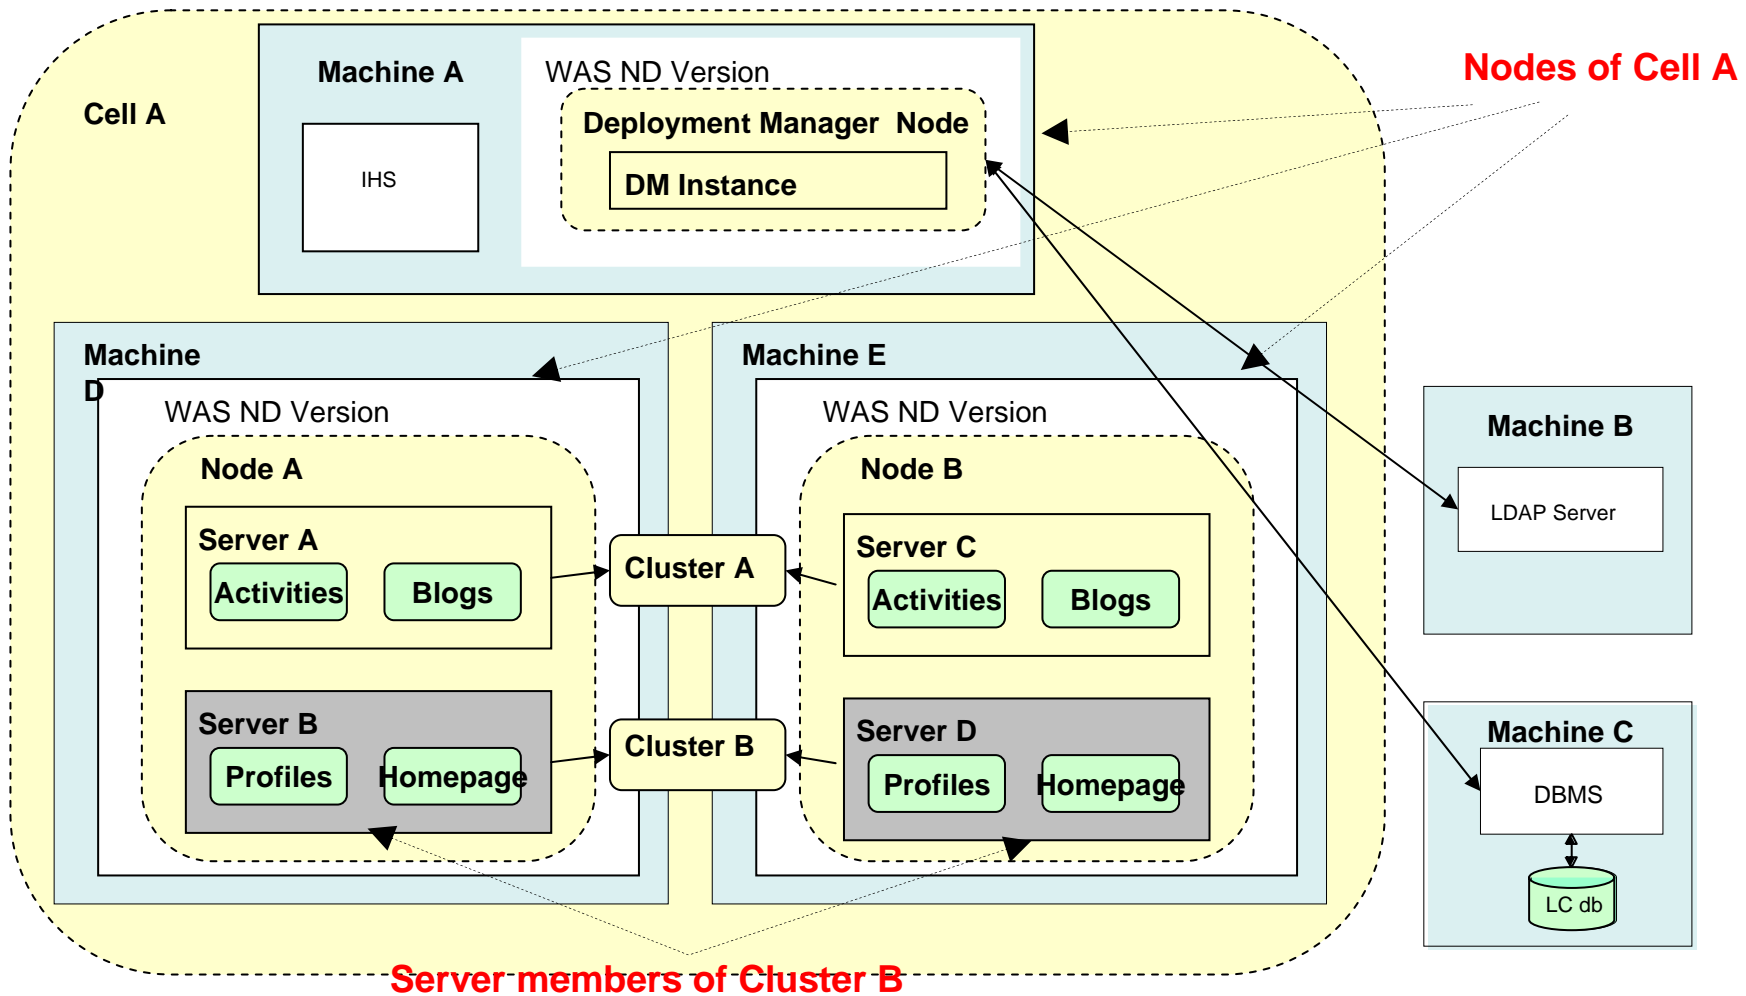 Nodes of Cell A
Cell A
Machine A
WAS ND Version
IHS
Deployment Manager  Node
DM Instance
Machine
D
WAS ND Version
Node A
Server A
Activities
Blogs
Server B
Profiles
Homepage
Cluster A
Cluster B
Machine E
WAS ND Version
Node B
Server C
Activities
Blogs
Server D
Profiles
Homepage
Machine B
LDAP Server
Machine C
DBMS
LC db
Server members of Cluster B